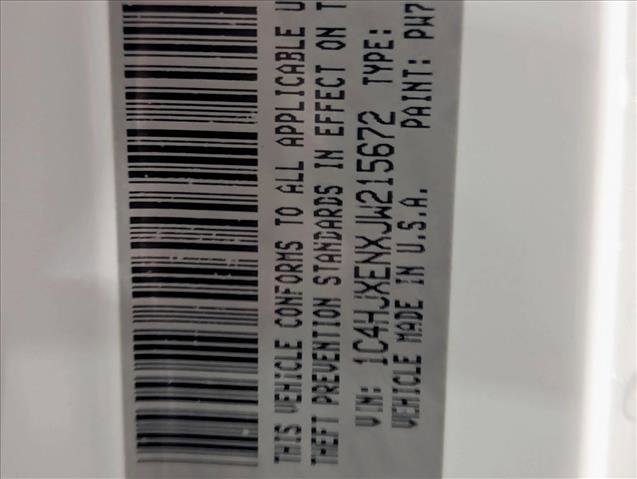 THIS VEHICLE CONFORMS TO ALL APPLICABLE U
THEFT PREVENTION STANDARDS IN EFFECT ON T
VIN: 1C4HJXENXJW215672 TYPE:
VEHICLE MADE IN U.S.A. PAINT: PW7